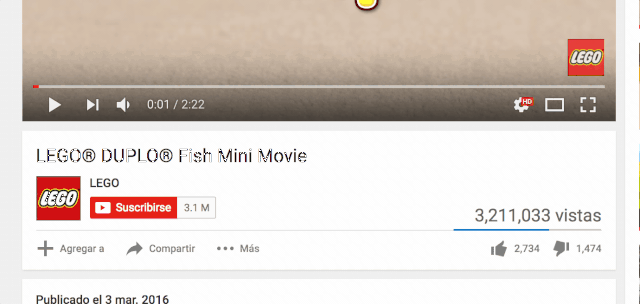 LEGO
HD
0:01 / 2:22
LEGO® DUPLO® Fish Mini Movie
LEGO
LEGO
Suscribirse 3.1 M
3,211,033 vistas
Agregar a Compartir Más 2,734 1,474
Publicado el 3 mar. 2016